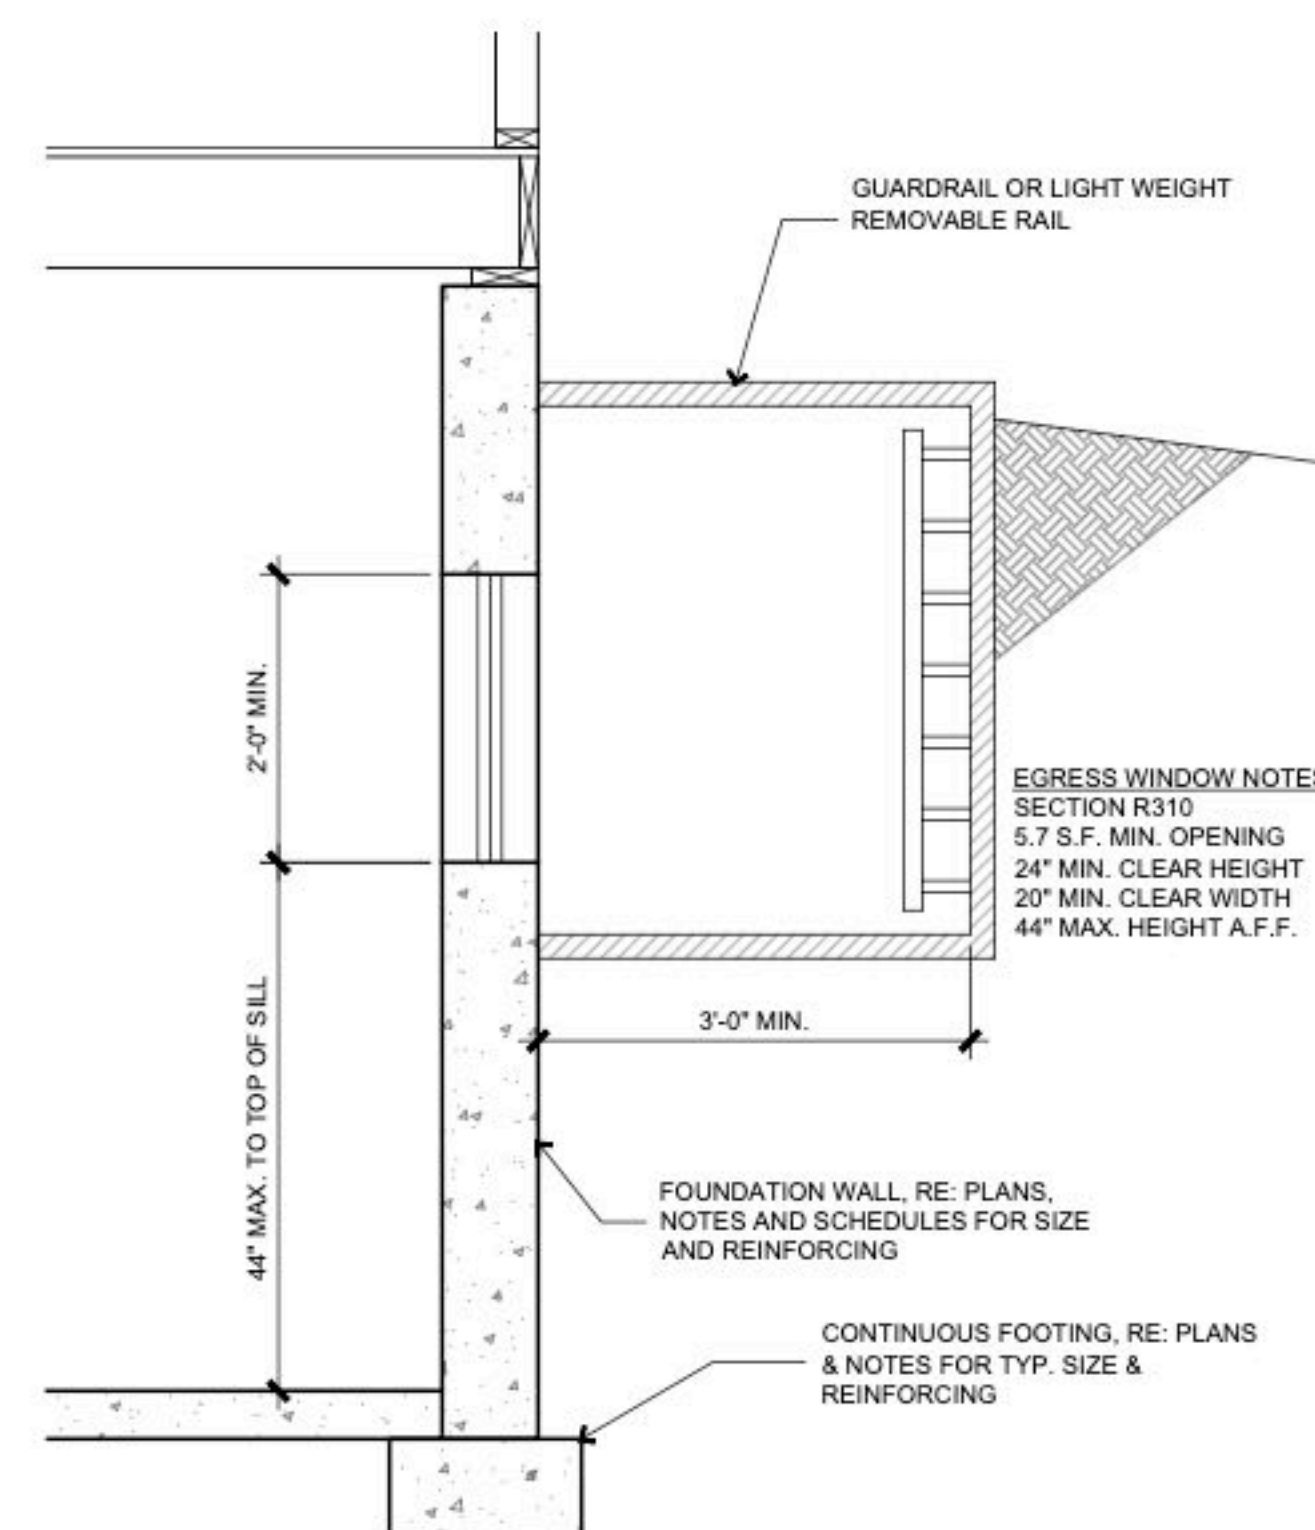 GUARDRAIL OR LIGHT WEIGHT
REMOVABLE RAIL
2'-0" MIN.
EGRESS WINDOW NOTES
SECTION R310
5.7 S.F. MIN. OPENING
24" MIN. CLEAR HEIGHT
20" MIN. CLEAR WIDTH
44" MAX. HEIGHT A.F.F.
3'-0" MIN.
44" MAX. TO TOP OF SILL
FOUNDATION WALL, RE: PLANS,
NOTES AND SCHEDULES FOR SIZE
AND REINFORCING
CONTINUOUS FOOTING, RE: PLANS
& NOTES FOR TYP. SIZE &
REINFORCING